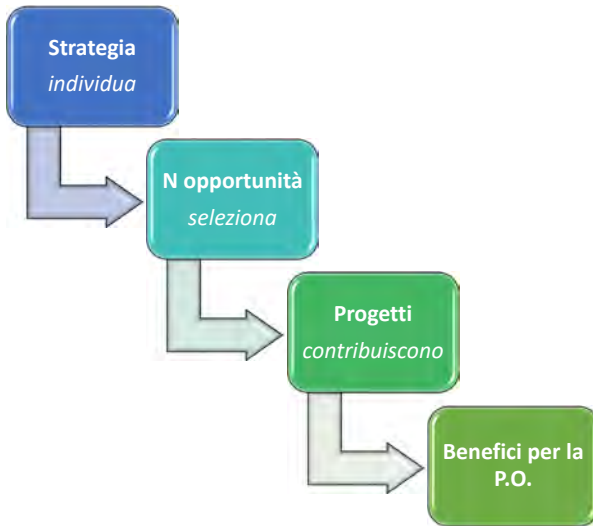 Strategia
individua
N opportunità
seleziona
Progetti
contribuiscono
Benefici per la
P.O.